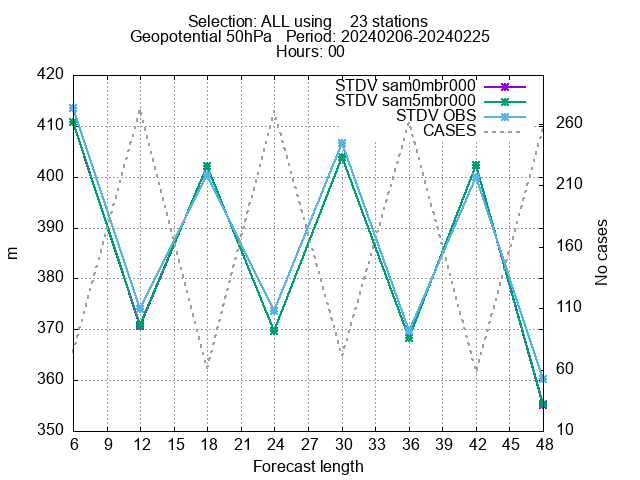 Selection: ALL using    23 stations
Geopotential 50hPa   Period: 20240206-20240225
Hours: 00
STDV sam0mbr000
STDV sam5mbr000
STDV OBS
CASES
420
410
400
390
380
370
360
350
m
260
210
160
110
60
10
No cases
6 9 12 15 18 21 24 27 30 33 36 39 42 45 48
Forecast length